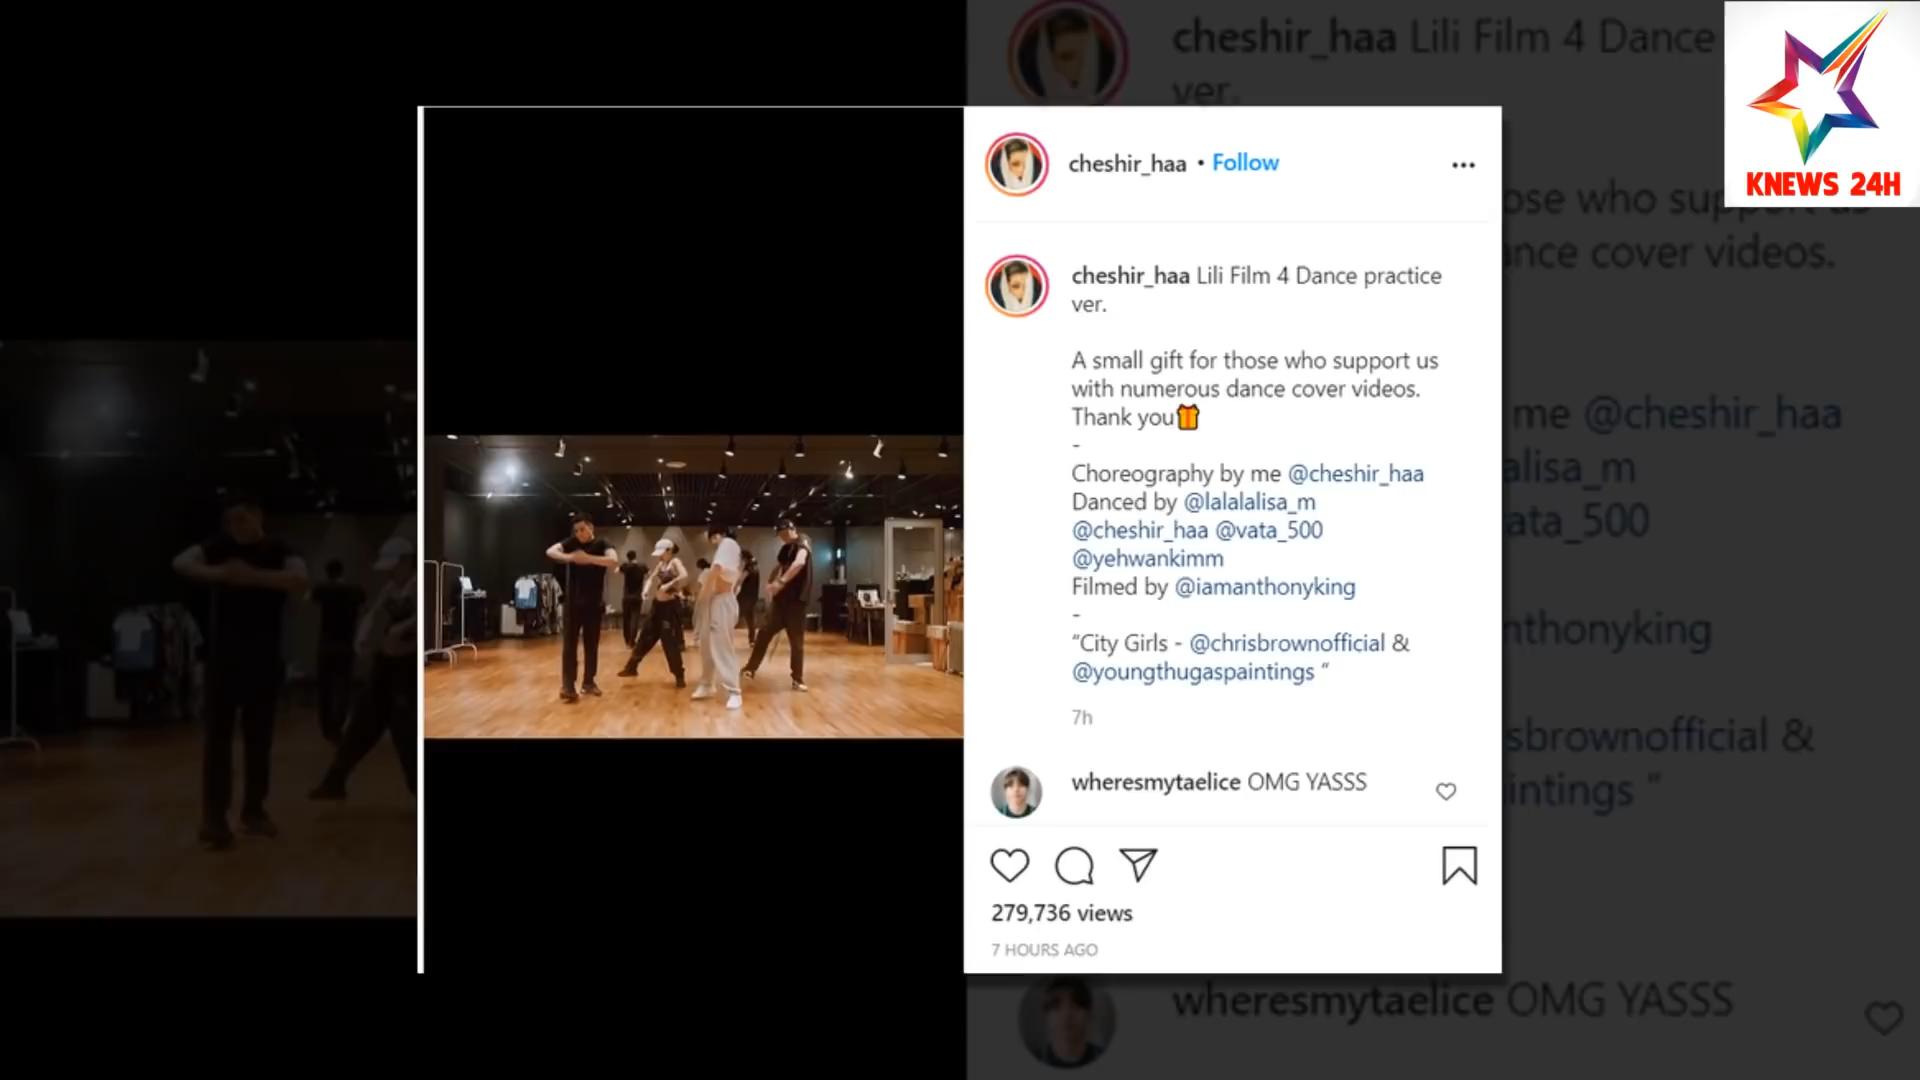 cheshir_haa Lili Film 4 Dance
ver.
KNEWS 24H
cheshir_haa • Follow
cheshir_haa Lili Film 4 Dance practice
ver.
A small gift for those who support us
with numerous dance cover videos.
Thank you🎁
-
Choreography by me @cheshir_haa
Danced by @lalalalisa_m
@cheshir_haa @vata_500
@yehwankimm
Filmed by @iamanthonyking
-
“City Girls - @chrisbrownofficial &
@youngthugaspaintings “
7h
wheresmytaelice OMG YASSS
279,736 views
7 HOURS AGO
ose who support us
nce cover videos.
me @cheshir_haa
alisa_m
vata_500
nthonyking
sbrownofficial &
intings “
wheresmytaelice OMG YASSS